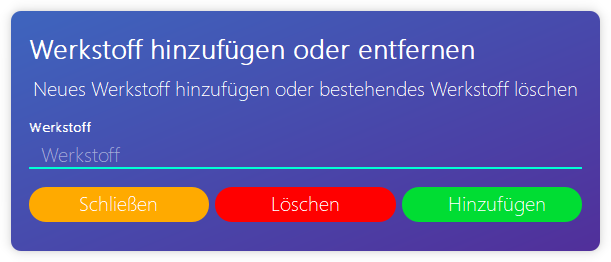 Werkstoff hinzufügen oder entfernen
Neues Werkstoff hinzufügen oder bestehendes Werkstoff löschen
Werkstoff
Werkstoff
Schließen Löschen Hinzufügen